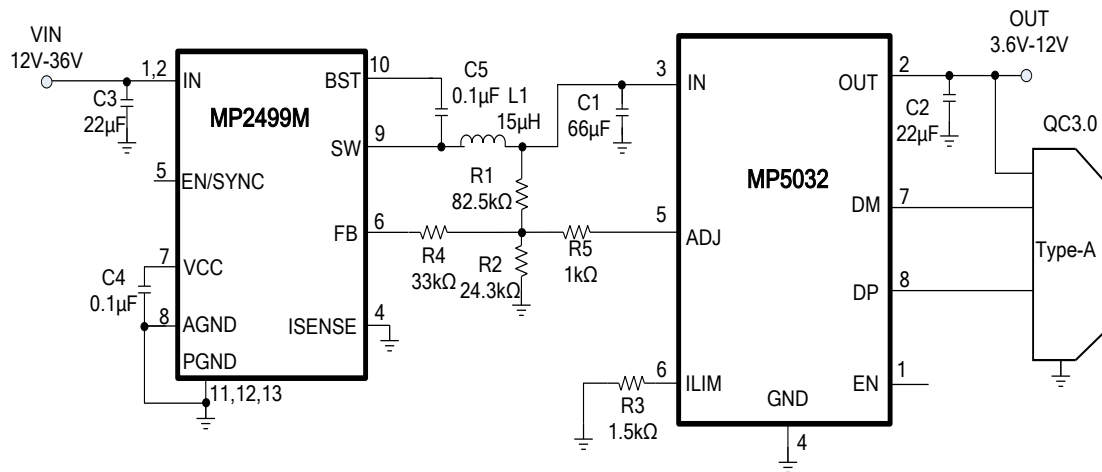 VIN
12V-36V
1,2
IN
C3
22µF
MP2499M
BST
10
C5
0.1µF
L1
15µH
SW
9
5
EN/SYNC
R1
82.5kΩ
FB
6
R4
33kΩ
R2
24.3kΩ
R5
1kΩ
7
VCC
C4
0.1µF
8
AGND
ISENSE
4
PGND
11,12,13
C1
66µF
3
IN
MP5032
OUT
2
OUT
3.6V-12V
C2
22µF
QC3.0
5
ADJ
DM
7
Type-A
DP
8
6
ILIM
R3
1.5kΩ
EN
1
GND
4